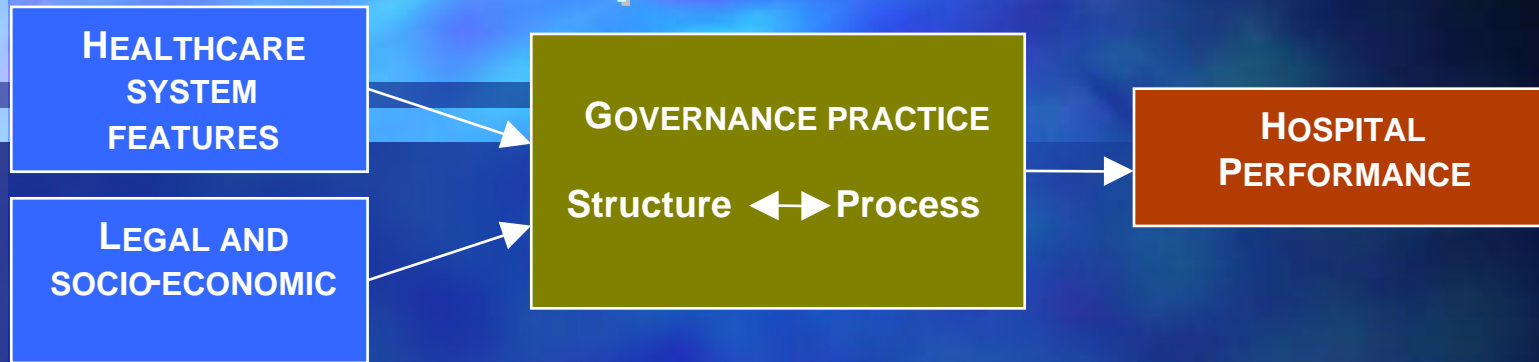 HEALTHCARE
SYSTEM
FEATURES
LEGAL AND
SOCIO-ECONOMIC
GOVERNANCE PRACTICE
Structure Process
HOSPITAL
PERFORMANCE